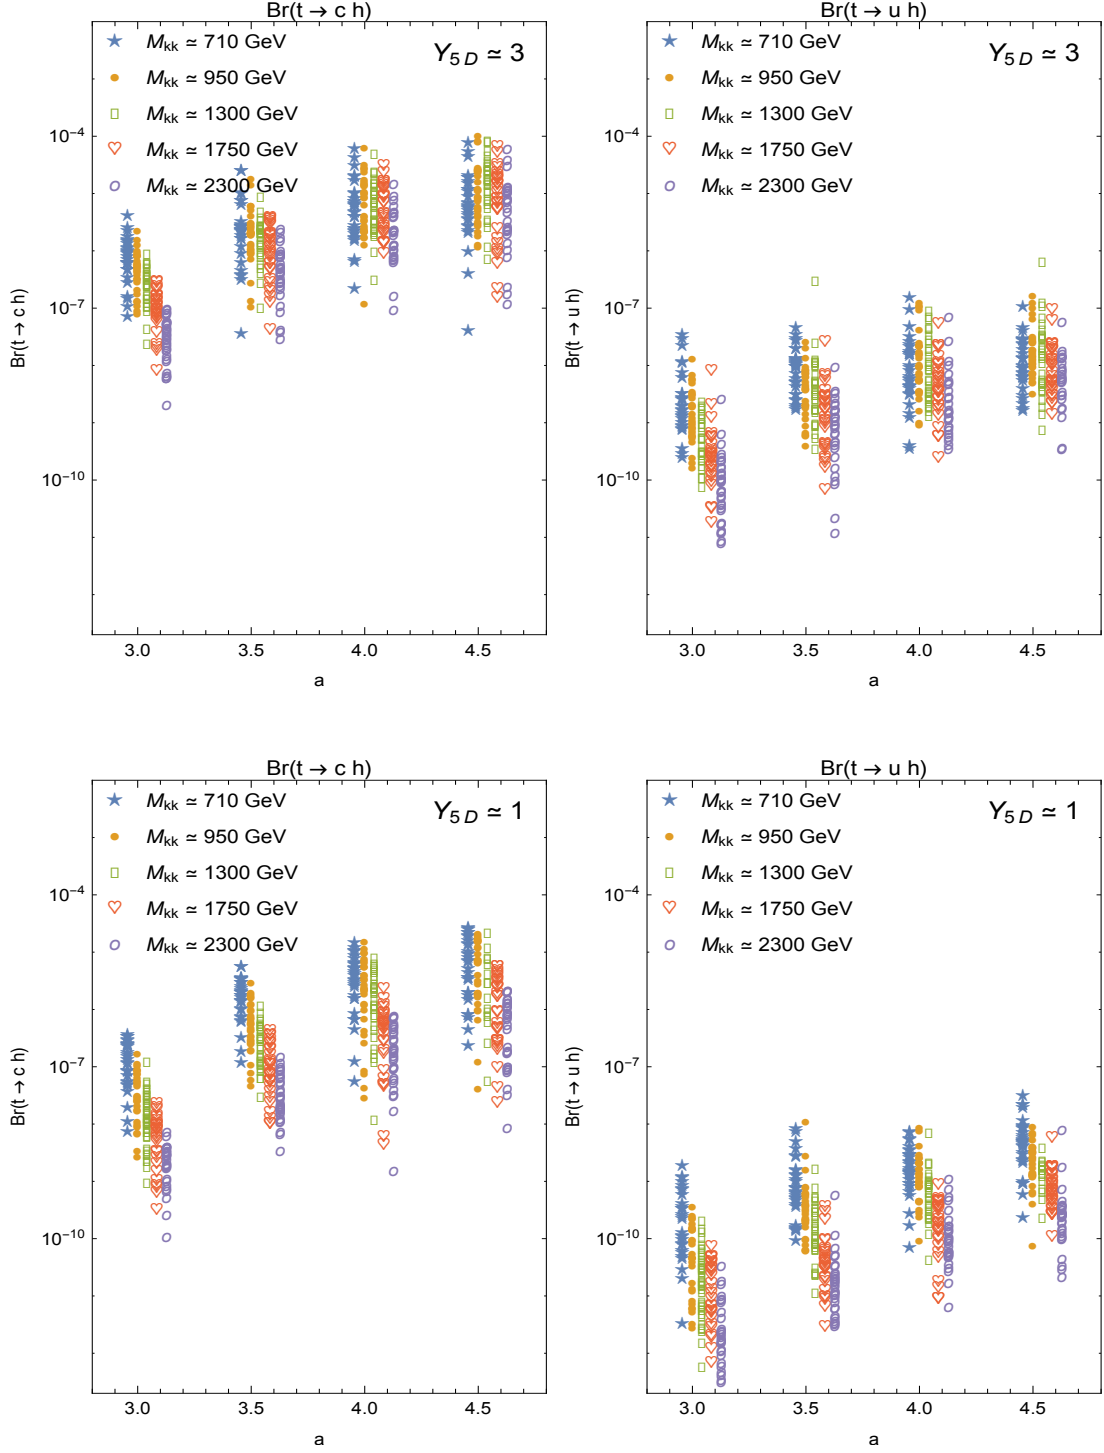 Br(t → c h)
M_kk ≃ 710 GeV
M_kk ≃ 950 GeV
M_kk ≃ 1300 GeV
M_kk ≃ 1750 GeV
M_kk ≃ 2300 GeV
Y_5D ≃ 3
Br(t → c h)
10^−4
10^−7
10^−10
3.0 3.5 4.0 4.5
a
Br(t → u h)
M_kk ≃ 710 GeV
M_kk ≃ 950 GeV
M_kk ≃ 1300 GeV
M_kk ≃ 1750 GeV
M_kk ≃ 2300 GeV
Y_5D ≃ 3
Br(t → u h)
10^−4
10^−7
10^−10
3.0 3.5 4.0 4.5
a
Br(t → c h)
M_kk ≃ 710 GeV
M_kk ≃ 950 GeV
M_kk ≃ 1300 GeV
M_kk ≃ 1750 GeV
M_kk ≃ 2300 GeV
Y_5D ≃ 1
Br(t → c h)
10^−4
10^−7
10^−10
3.0 3.5 4.0 4.5
a
Br(t → u h)
M_kk ≃ 710 GeV
M_kk ≃ 950 GeV
M_kk ≃ 1300 GeV
M_kk ≃ 1750 GeV
M_kk ≃ 2300 GeV
Y_5D ≃ 1
Br(t → u h)
10^−4
10^−7
10^−10
3.0 3.5 4.0 4.5
a